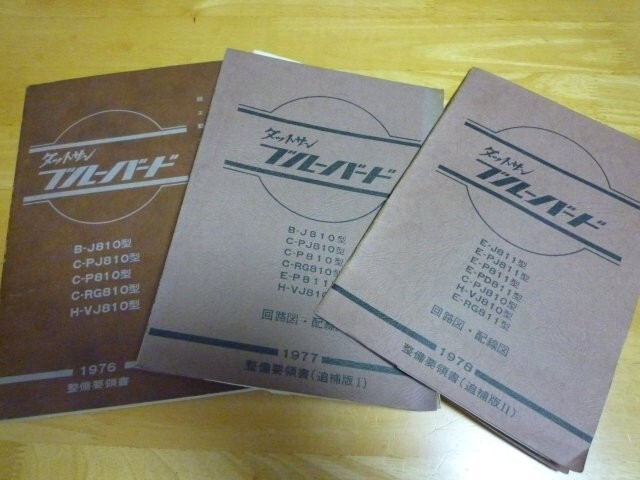 ダットサン
ブルーバード
B-J810型
C-PJ810型
C-P810型
C-RG810型
H-VJ810型
1976
整備要領書
ダットサン
ブルーバード
B-J810型
C-PJ810型
C-P810型
C-RG810型
E-P811
H-VJ810
回路図・配線図
1977
整備要領書(追補版I)
ダットサン
ブルーバード
E-J811型
E-PJ811型
E-P811型
E-PD811型
C-PJ810型
H-VJ810型
E-RG811型
回路図・配線図
1978
整備要領書(追補版II)